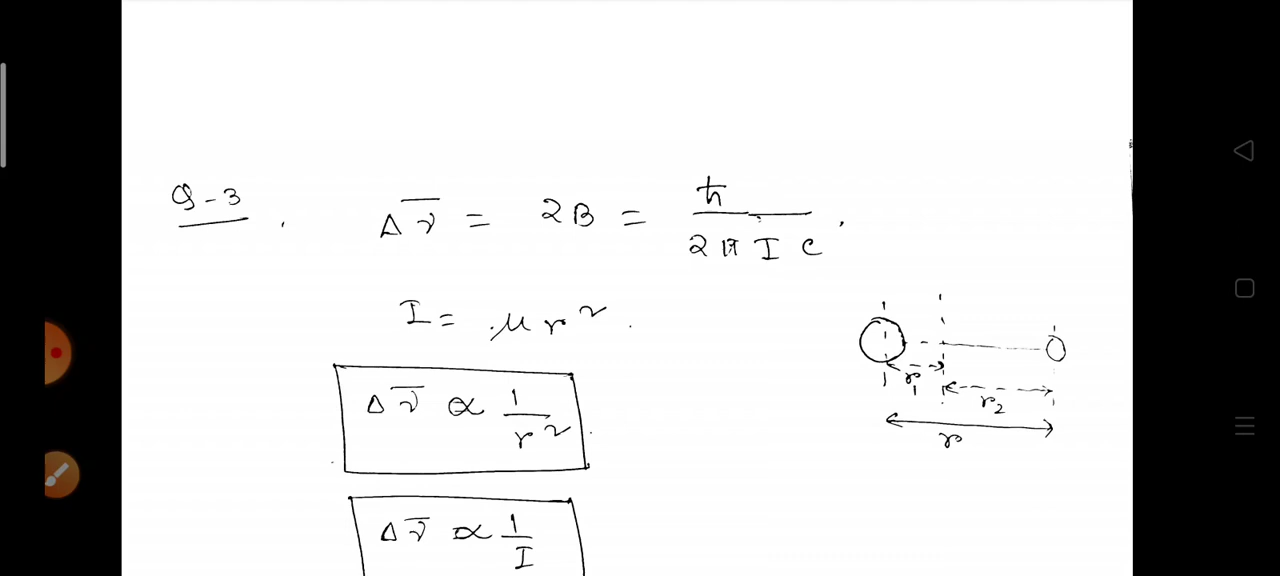 Q-3. Δν̅ = 2B = ħ / 2πIc.
I = μr².
Δν̅ ∝ 1/r²
Δν̅ ∝ 1/I
r₁
r₂
r